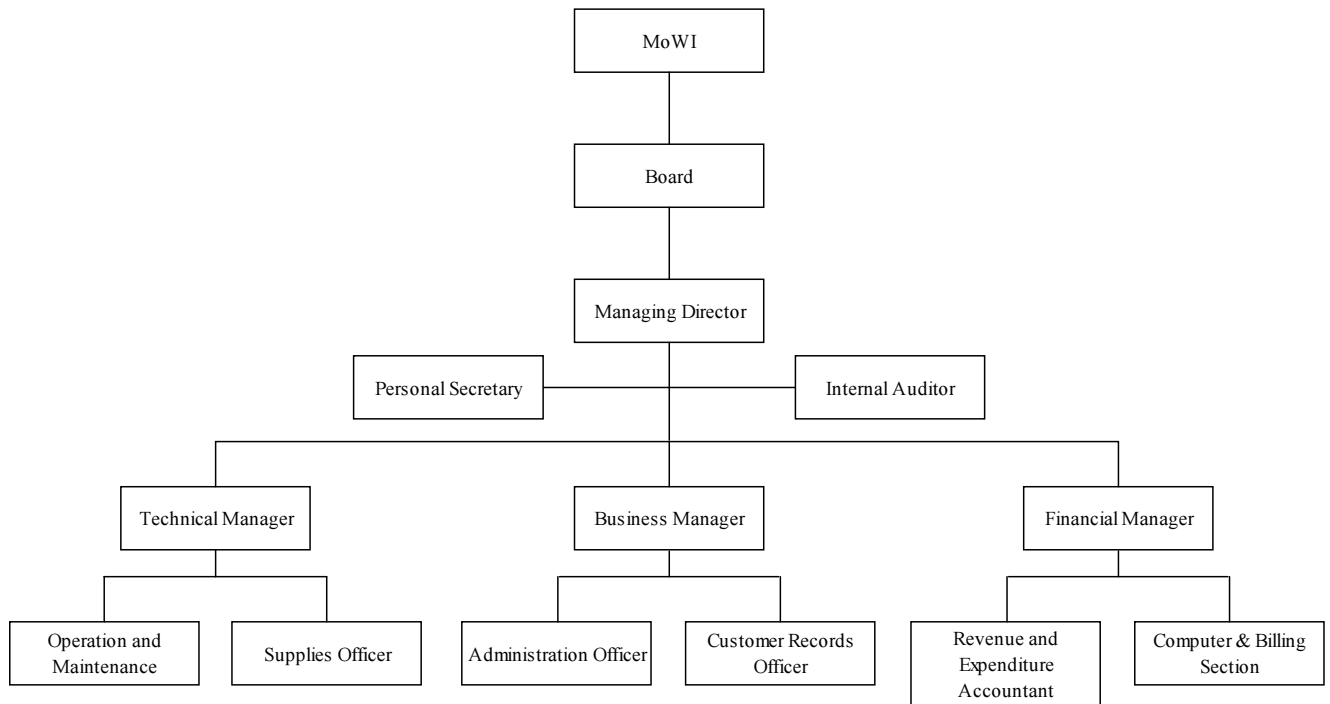 MoWI
Board
Managing Director
Personal Secretary
Internal Auditor
Technical Manager
Business Manager
Financial Manager
Operation and
Maintenance
Supplies Officer
Administration Officer
Customer Records
Officer
Revenue and
Expenditure
Accountant
Computer & Billing
Section